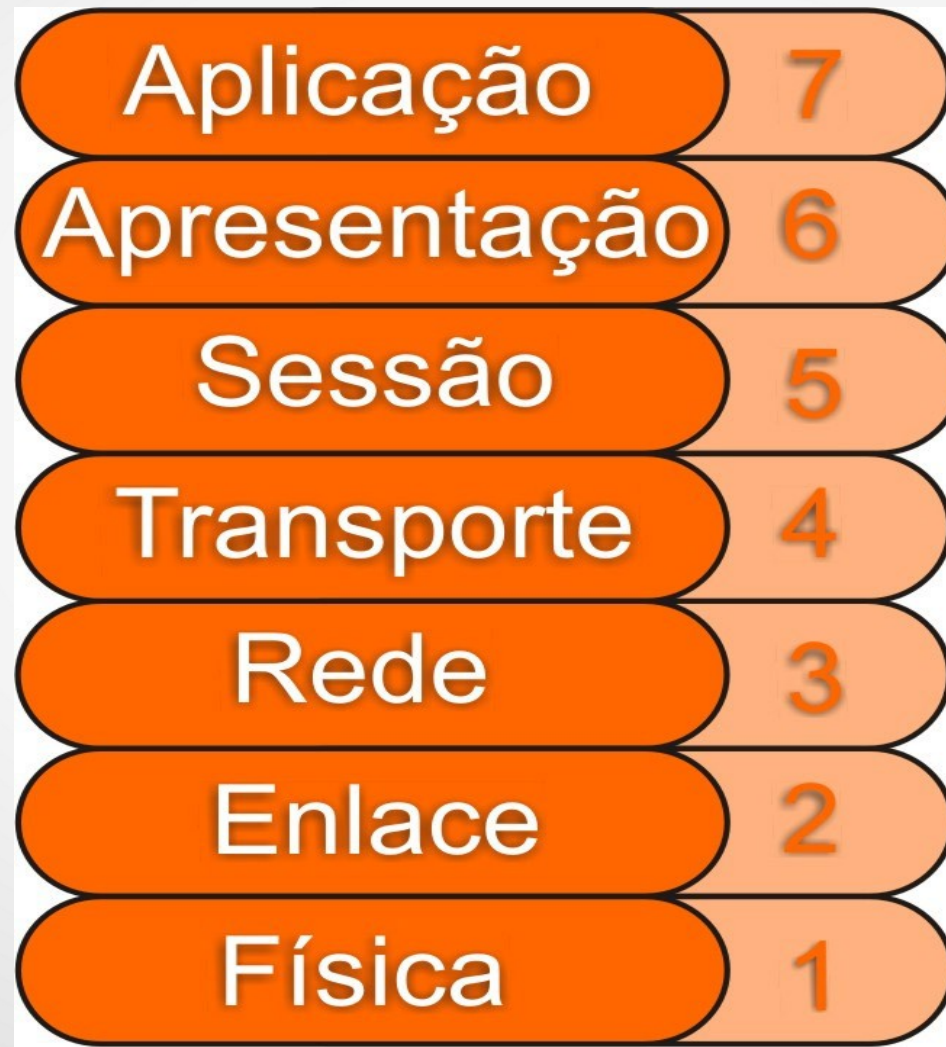 Aplicação 7
Apresentação 6
Sessão 5
Transporte 4
Rede 3
Enlace 2
Física 1